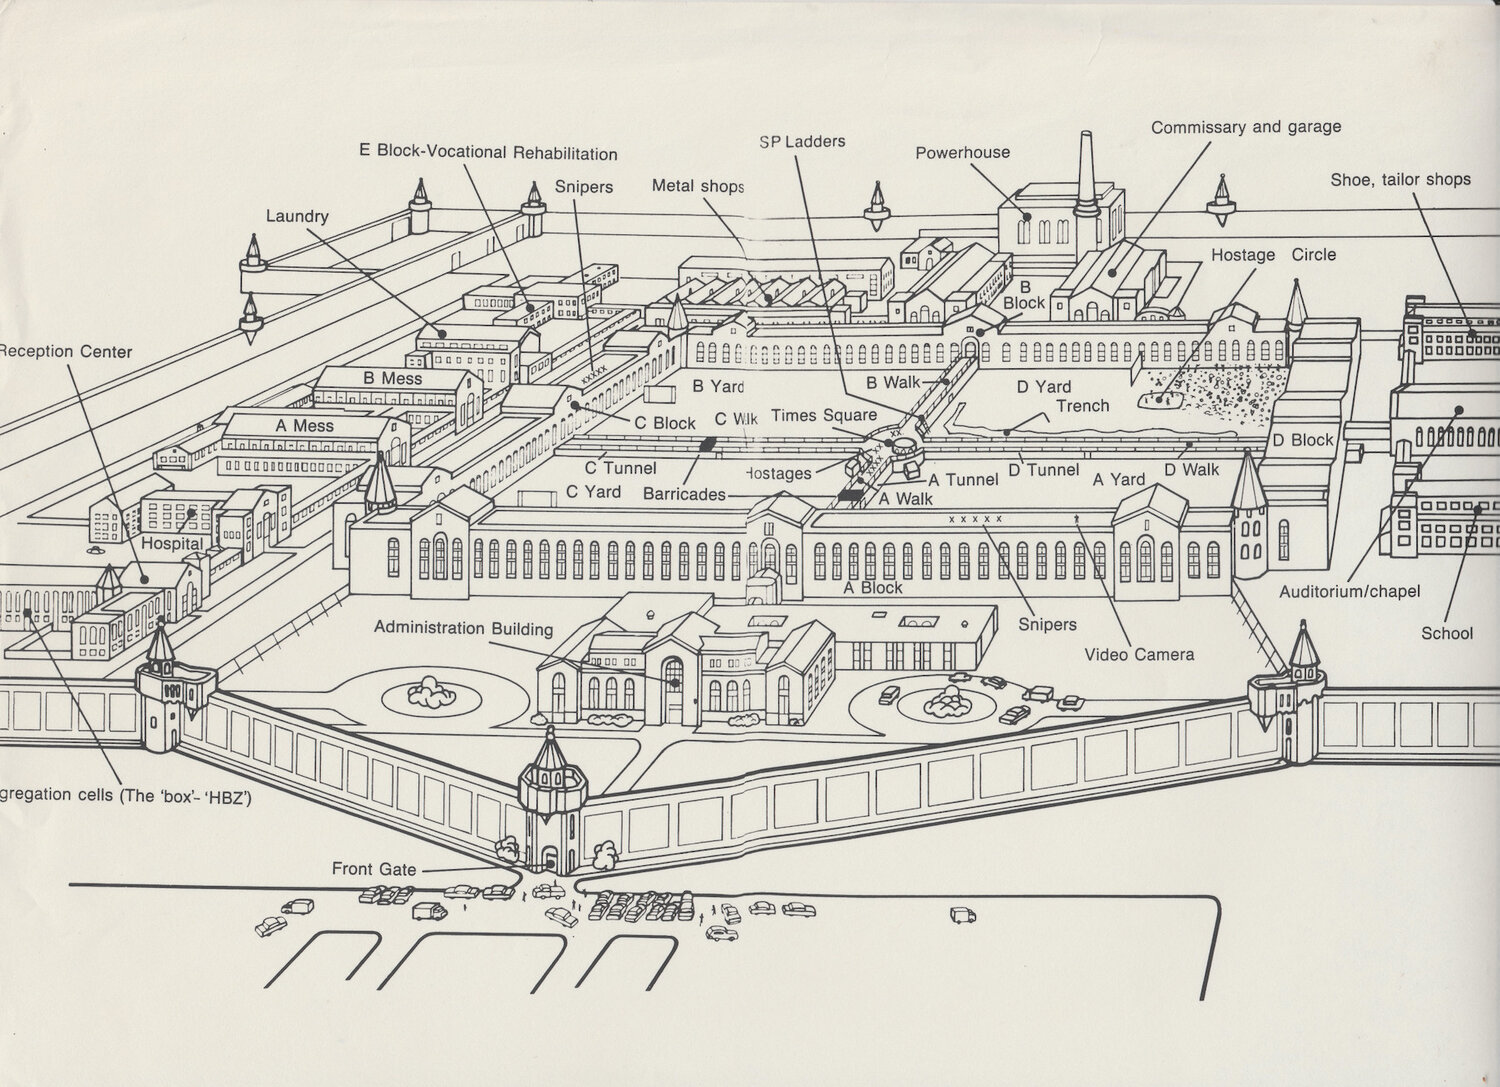 Commissary and garage
SP Ladders
E Block-Vocational Rehabilitation
Powerhouse
Snipers
Metal shops
Shoe, tailor shops
Laundry
Hostage Circle
B
Block
Reception Center
B Mess
B Yard
B Walk
D Yard
Trench
A Mess
C Block
C Wlk
Times Square
D Block
C Tunnel
Hostages
D Tunnel
D Walk
A Tunnel
A Yard
C Yard
Barricades
A Walk
Hospital
A Block
Auditorium/chapel
Administration Building
Snipers
School
Video Camera
gregation cells (The ‘box’- ‘HBZ’)
Front Gate